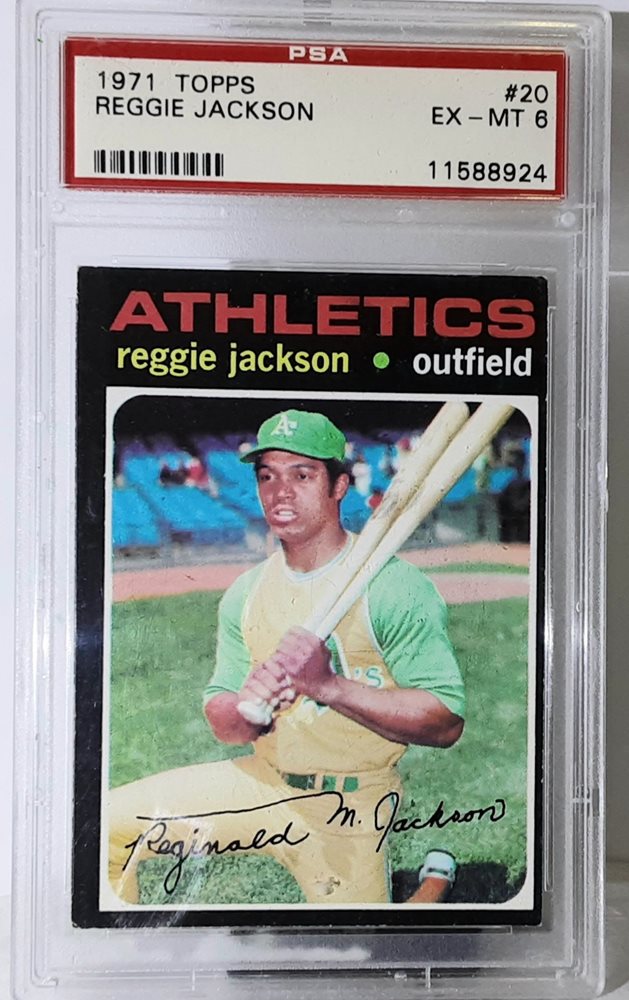 PSA
1971 TOPPS #20
REGGIE JACKSON EX - MT 6
11588924
ATHLETICS
reggie jackson • outfield
A's
Reginald M. Jackson